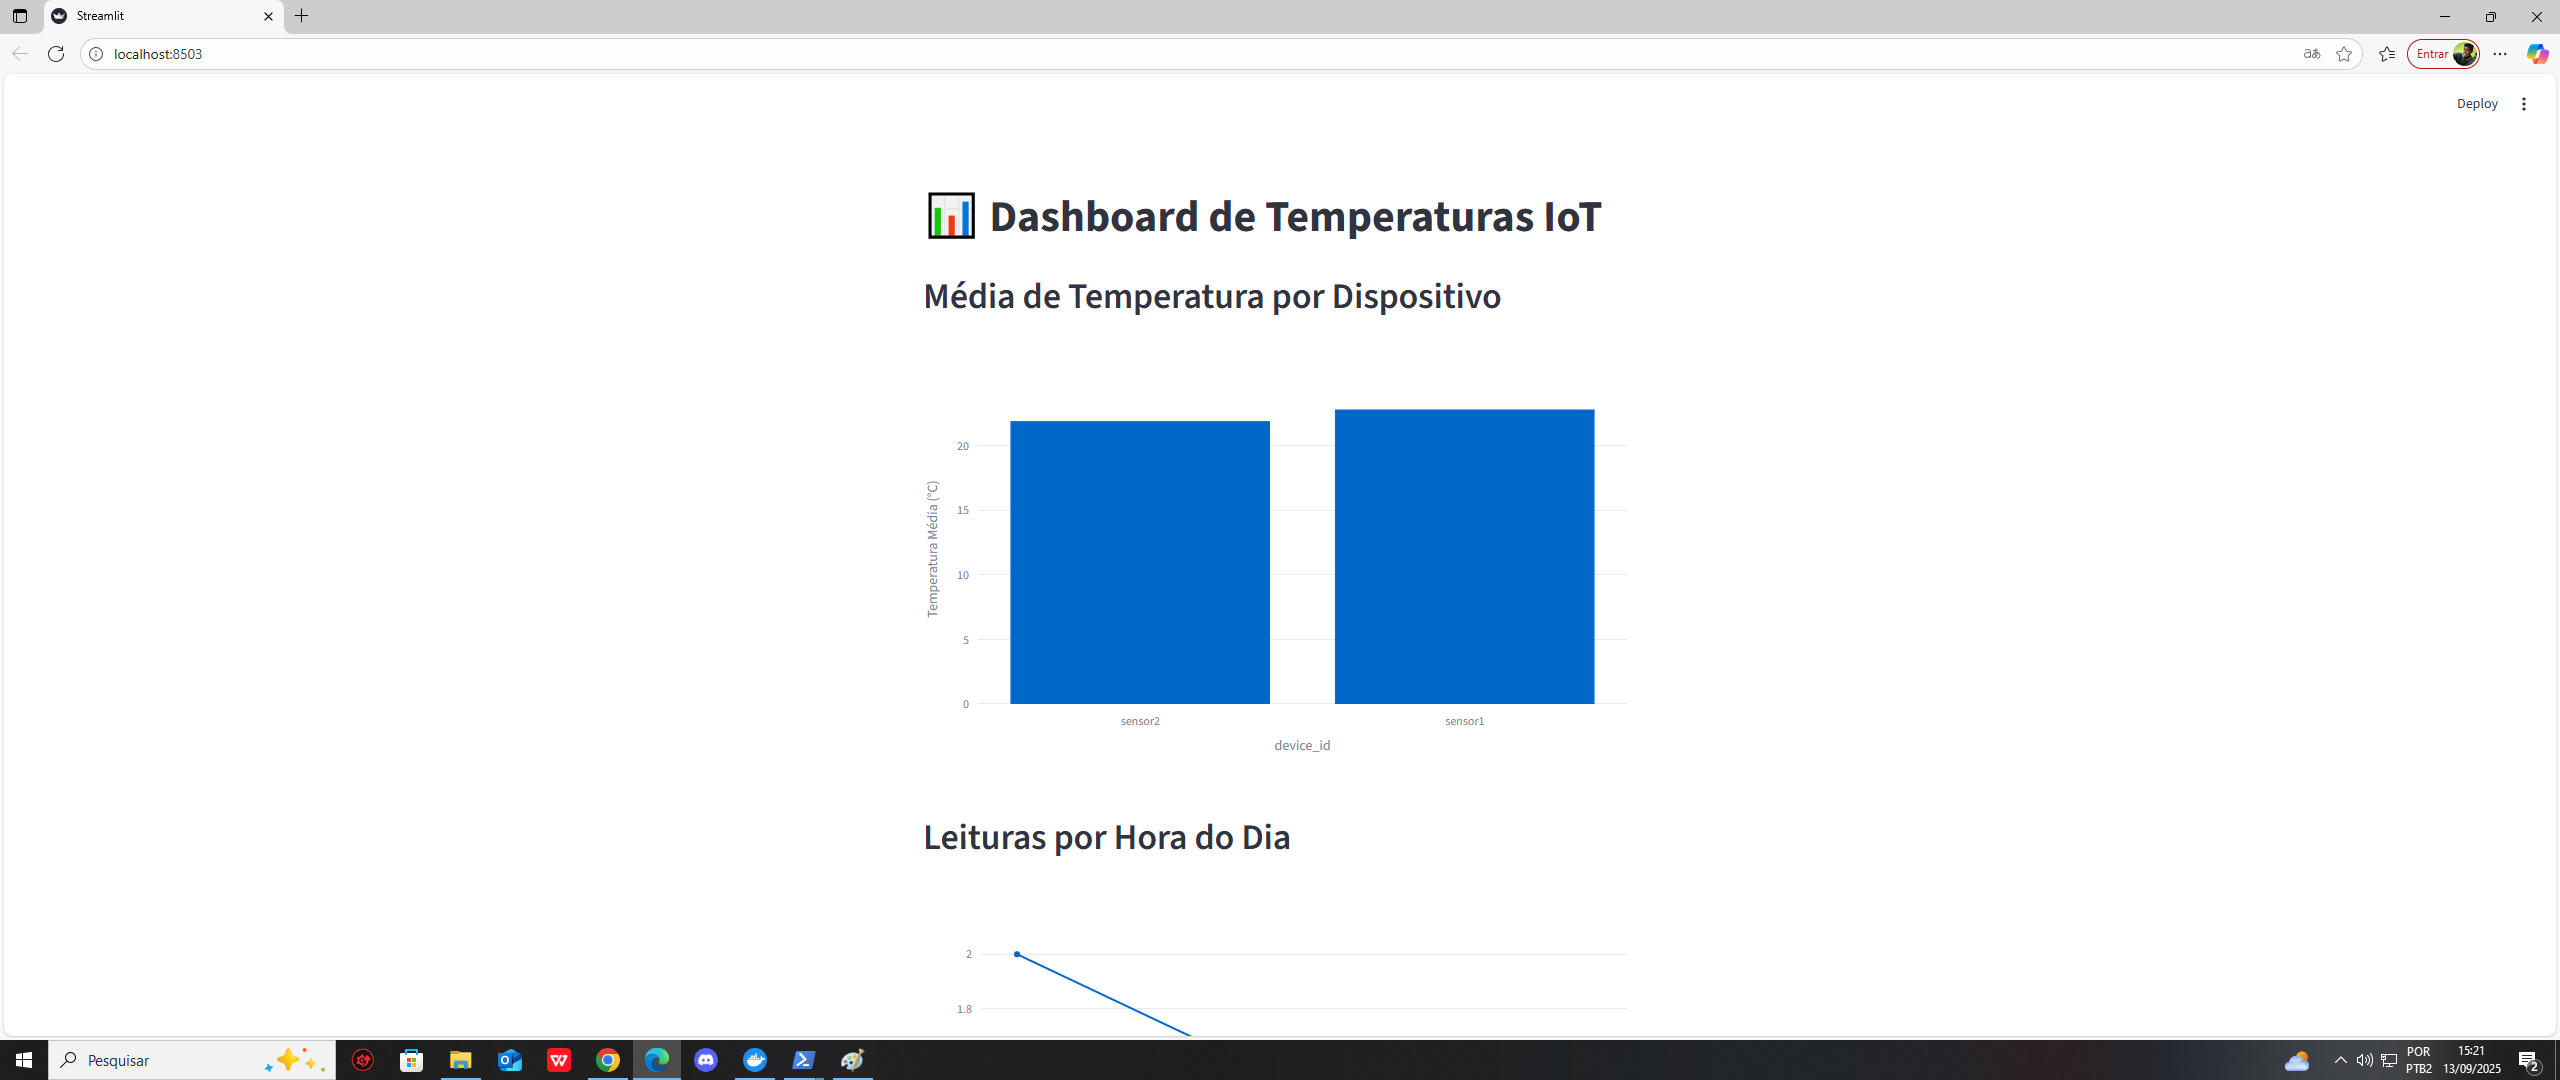 Streamlit
localhost:8503
aあ
Entrar
Deploy
Dashboard de Temperaturas IoT
Média de Temperatura por Dispositivo
20
15
10
5
0
Temperatura Média (°C)
sensor2
sensor1
device_id
Leituras por Hora do Dia
2
1.8
Pesquisar
POR
PTB2
15:21
13/09/2025
2